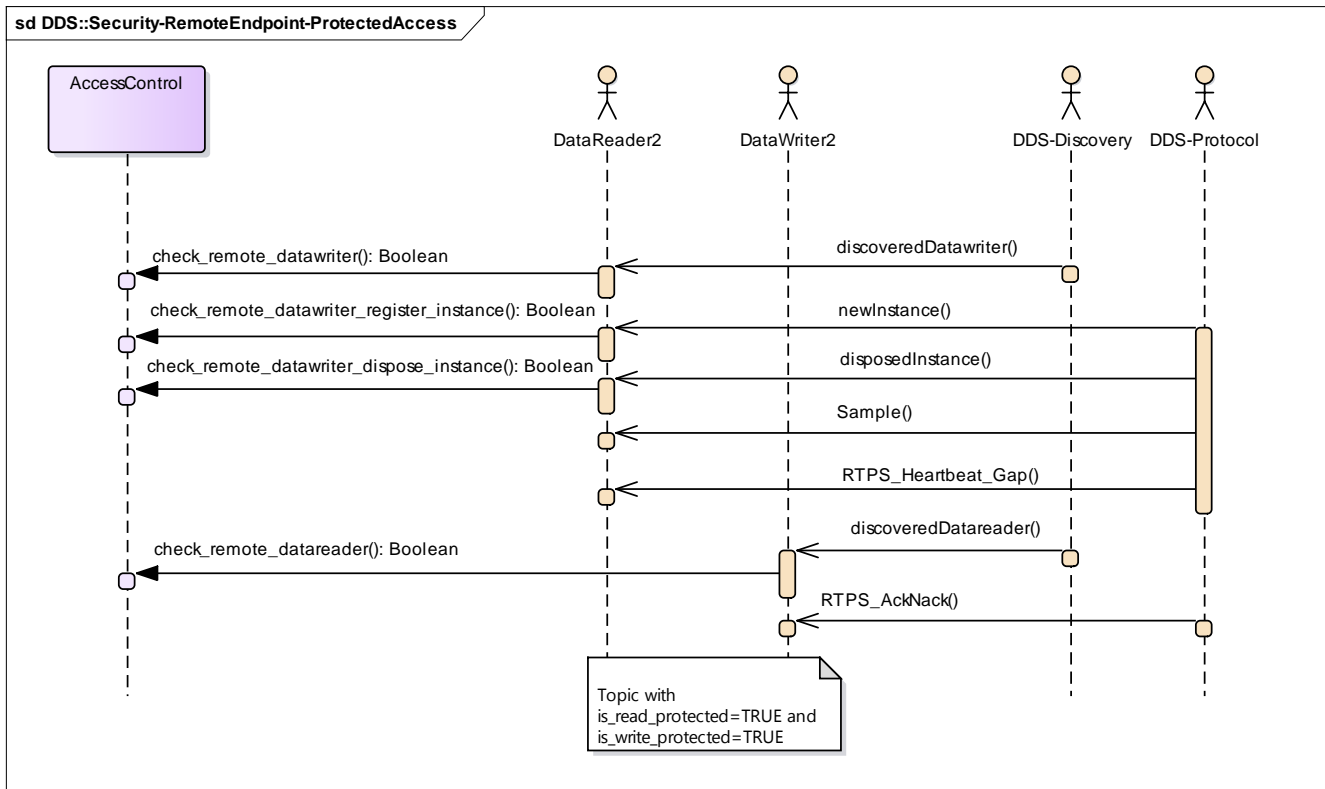 sd DDS::Security-RemoteEndpoint-ProtectedAccess
AccessControl
DataReader2
DataWriter2
DDS-Discovery
DDS-Protocol
discoveredDatawriter()
check_remote_datawriter(): Boolean
newInstance()
check_remote_datawriter_register_instance(): Boolean
disposedInstance()
check_remote_datawriter_dispose_instance(): Boolean
Sample()
RTPS_Heartbeat_Gap()
discoveredDatareader()
check_remote_datareader(): Boolean
RTPS_AckNack()
Topic with
is_read_protected=TRUE and
is_write_protected=TRUE